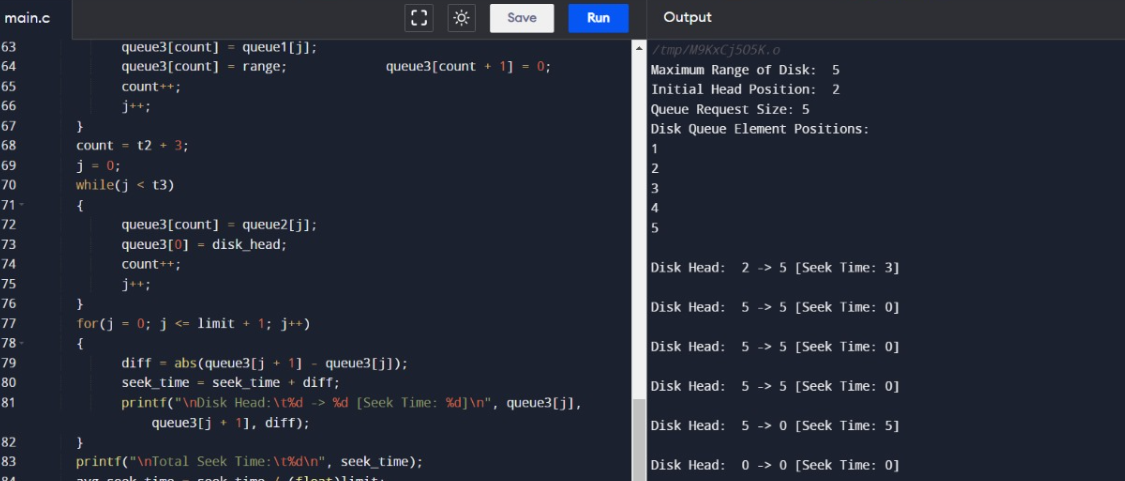 main.c
Save
Run
Output
63 queue3[count] = queue1[j];
64 queue3[count] = range; queue3[count + 1] = 0;
65 count++;
66 j++;
67 }
68 count = t2 + 3;
69 j = 0;
70 while(j < t3)
71 {
72 queue3[count] = queue2[j];
73 queue3[0] = disk_head;
74 count++;
75 j++;
76 }
77 for(j = 0; j <= limit + 1; j++)
78 {
79 diff = abs(queue3[j + 1] - queue3[j]);
80 seek_time = seek_time + diff;
81 printf("\nDisk Head:\t%d -> %d [Seek Time: %d]\n", queue3[j],
queue3[j + 1], diff);
82 }
83 printf("\nTotal Seek Time:\t%d\n", seek_time);
84 avg_seek_time = seek_time / (float)limit;
/tmp/M9KxCj5O5K.o
Maximum Range of Disk: 5
Initial Head Position: 2
Queue Request Size: 5
Disk Queue Element Positions:
1
2
3
4
5
Disk Head: 2 -> 5 [Seek Time: 3]
Disk Head: 5 -> 5 [Seek Time: 0]
Disk Head: 5 -> 5 [Seek Time: 0]
Disk Head: 5 -> 5 [Seek Time: 0]
Disk Head: 5 -> 0 [Seek Time: 5]
Disk Head: 0 -> 0 [Seek Time: 0]